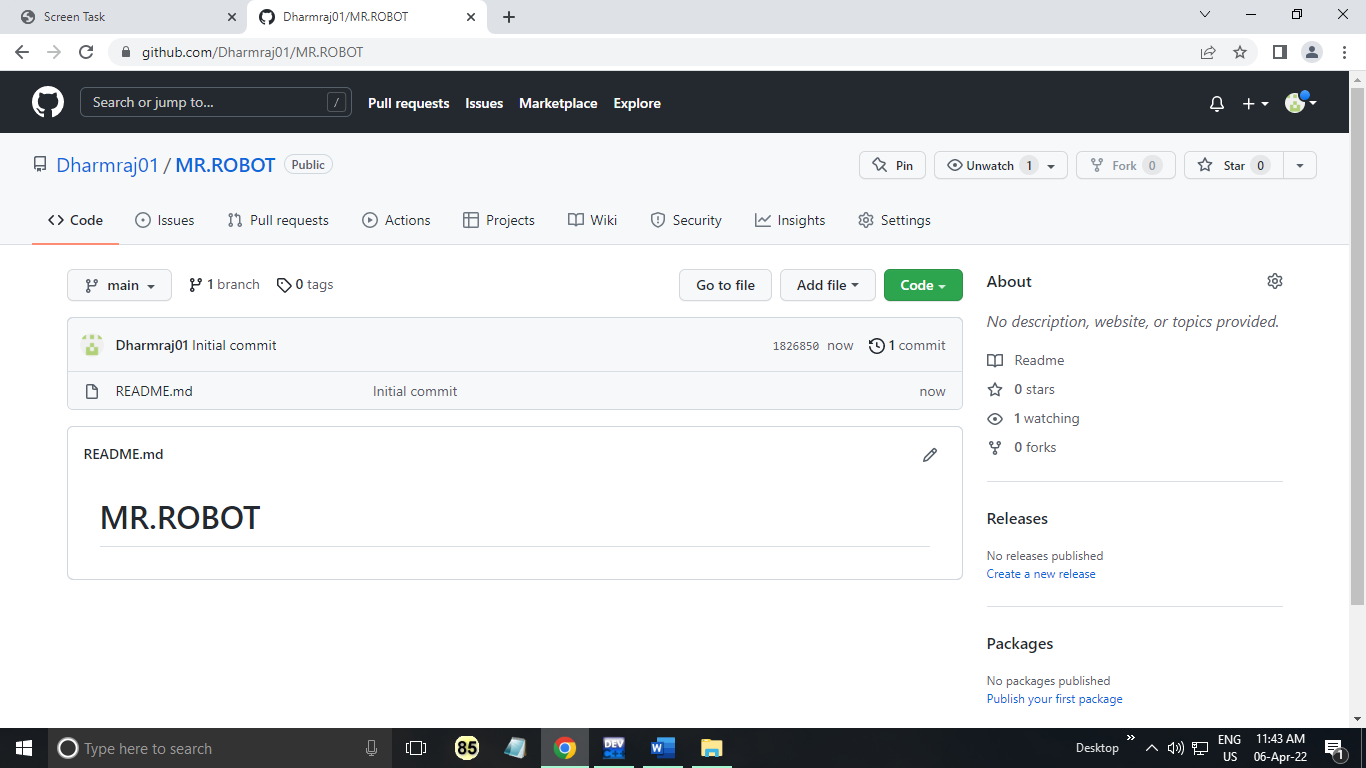 Screen Task
Dharmraj01/MR.ROBOT
github.com/Dharmraj01/MR.ROBOT
Search or jump to... / Pull requests Issues Marketplace Explore
Dharmraj01 / MR.ROBOT Public Pin Unwatch 1 Fork 0 Star 0
Code Issues Pull requests Actions Projects Wiki Security Insights Settings
main 1 branch 0 tags Go to file Add file Code
Dharmraj01 Initial commit 1826850 now 1 commit
README.md Initial commit now
README.md
MR.ROBOT
About
No description, website, or topics provided.
Readme
0 stars
1 watching
0 forks
Releases
No releases published
Create a new release
Packages
No packages published
Publish your first package
Type here to search 85 DEV Desktop » ENG 11:43 AM
US 06-Apr-22 1